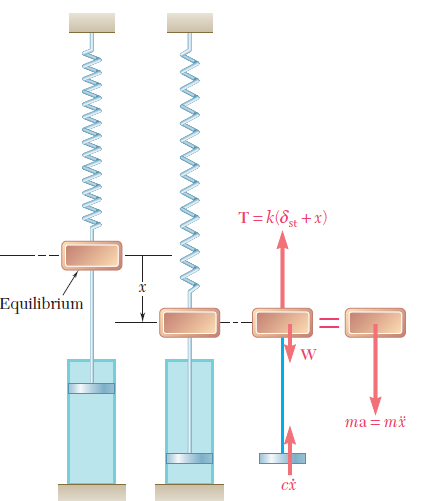 T = k(δst + x)
x
Equilibrium
W
ma = mẍ
cẋ